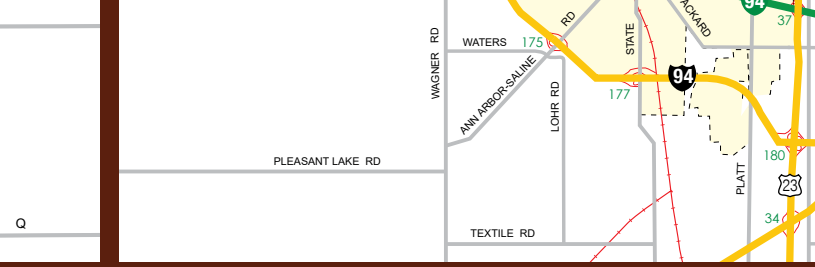 94
37
ACKARD
RD
STATE
WAGNER RD
WATERS
175
94
ANN ARBOR-SALINE
LOHR RD
177
180
PLEASANT LAKE RD
PLATT
23
34
Q
TEXTILE RD